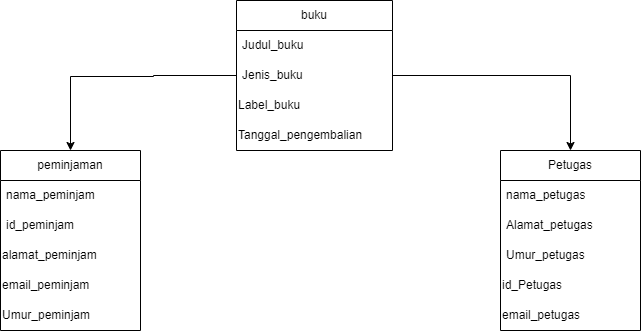 buku
Judul_buku
Jenis_buku
Label_buku
Tanggal_pengembalian
peminjaman
nama_peminjam
id_peminjam
alamat_peminjam
email_peminjam
Umur_peminjam
Petugas
nama_petugas
Alamat_petugas
Umur_petugas
id_Petugas
email_petugas